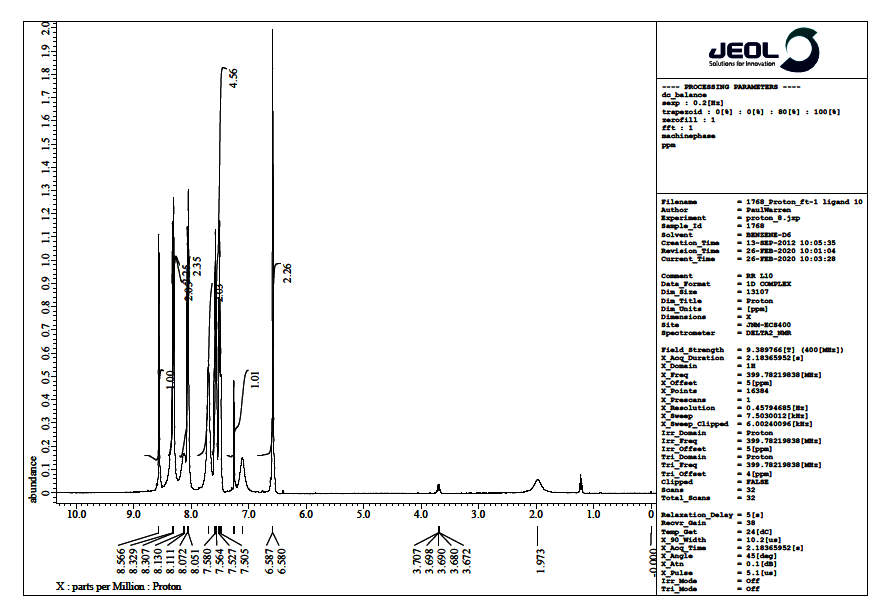 JEOL
Solutions for Innovation
---- PROCESSING PARAMETERS ----
dc_balance
sexp : 0.2[Hz]
trapezoid : 0[%] : 0[%] : 80[%] : 100[%]
zerofill : 1
fft : 1
machinephase
ppm
Filename = 1768_Proton_ft-1 ligand 10
Author = PaulWarren
Experiment = proton_8.jxp
Sample_Id = 1768
Solvent = BENZENE-D6
Creation_Time = 13-SEP-2012 10:05:35
Revision_Time = 26-FEB-2020 10:01:04
Current_Time = 26-FEB-2020 10:03:28
Comment = RR L10
Data_Format = 1D COMPLEX
Dim_Size = 13107
Dim_Title = Proton
Dim_Units = [ppm]
Dimensions = X
Site = JNM-ECS400
Spectrometer = DELTA2_NMR
Field_Strength = 9.389766[T] (400[MHz])
X_Acq_Duration = 2.18365952[s]
X_Domain = 1H
X_Freq = 399.78219838[MHz]
X_Offset = 5[ppm]
X_Points = 16384
X_Prescans = 1
X_Resolution = 0.45794685[Hz]
X_Sweep = 7.5030012[kHz]
X_Sweep_Clipped = 6.00240096[kHz]
Irr_Domain = Proton
Irr_Freq = 399.78219838[MHz]
Irr_Offset = 5[ppm]
Tri_Domain = Proton
Tri_Freq = 399.78219838[MHz]
Tri_Offset = 4[ppm]
Clipped = FALSE
Scans = 32
Total_Scans = 32
Relaxation_Delay = 5[s]
Recvr_Gain = 38
Temp_Get = 24[dC]
X_90_Width = 10.2[us]
X_Acq_Time = 2.18365952[s]
X_Angle = 45[deg]
X_Atn = 0.1[dB]
X_Pulse = 5.1[us]
Irr_Mode = Off
Tri_Mode = Off
abundance
0 0.1 0.2 0.3 0.4 0.5 0.6 0.7 0.8 0.9 1.0 1.1 1.2 1.3 1.4 1.5 1.6 1.7 1.8 1.9 2.0
1.00
2.05
2.35
2.03
4.56
1.01
2.26
10.0 9.0 8.0 7.0 6.0 5.0 4.0 3.0 2.0 1.0 0
8.566
8.329
8.307
8.130
8.111
8.072
8.051
7.580
7.564
7.527
7.505
6.587
6.580
3.707
3.698
3.690
3.680
3.672
1.973
-0.000
X : parts per Million : Proton